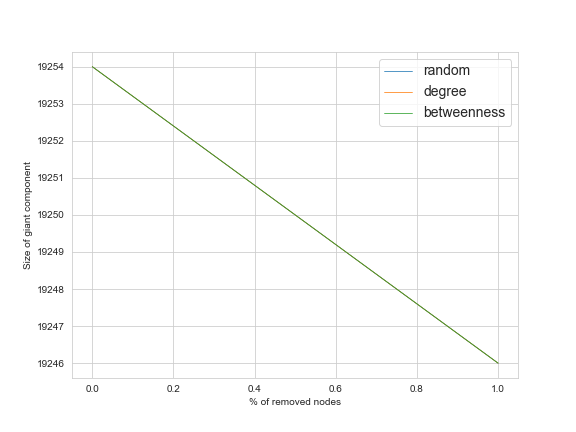 random
degree
betweenness
19254
19253
19252
19251
19250
19249
19248
19247
19246
Size of giant component
0.0 0.2 0.4 0.6 0.8 1.0
% of removed nodes